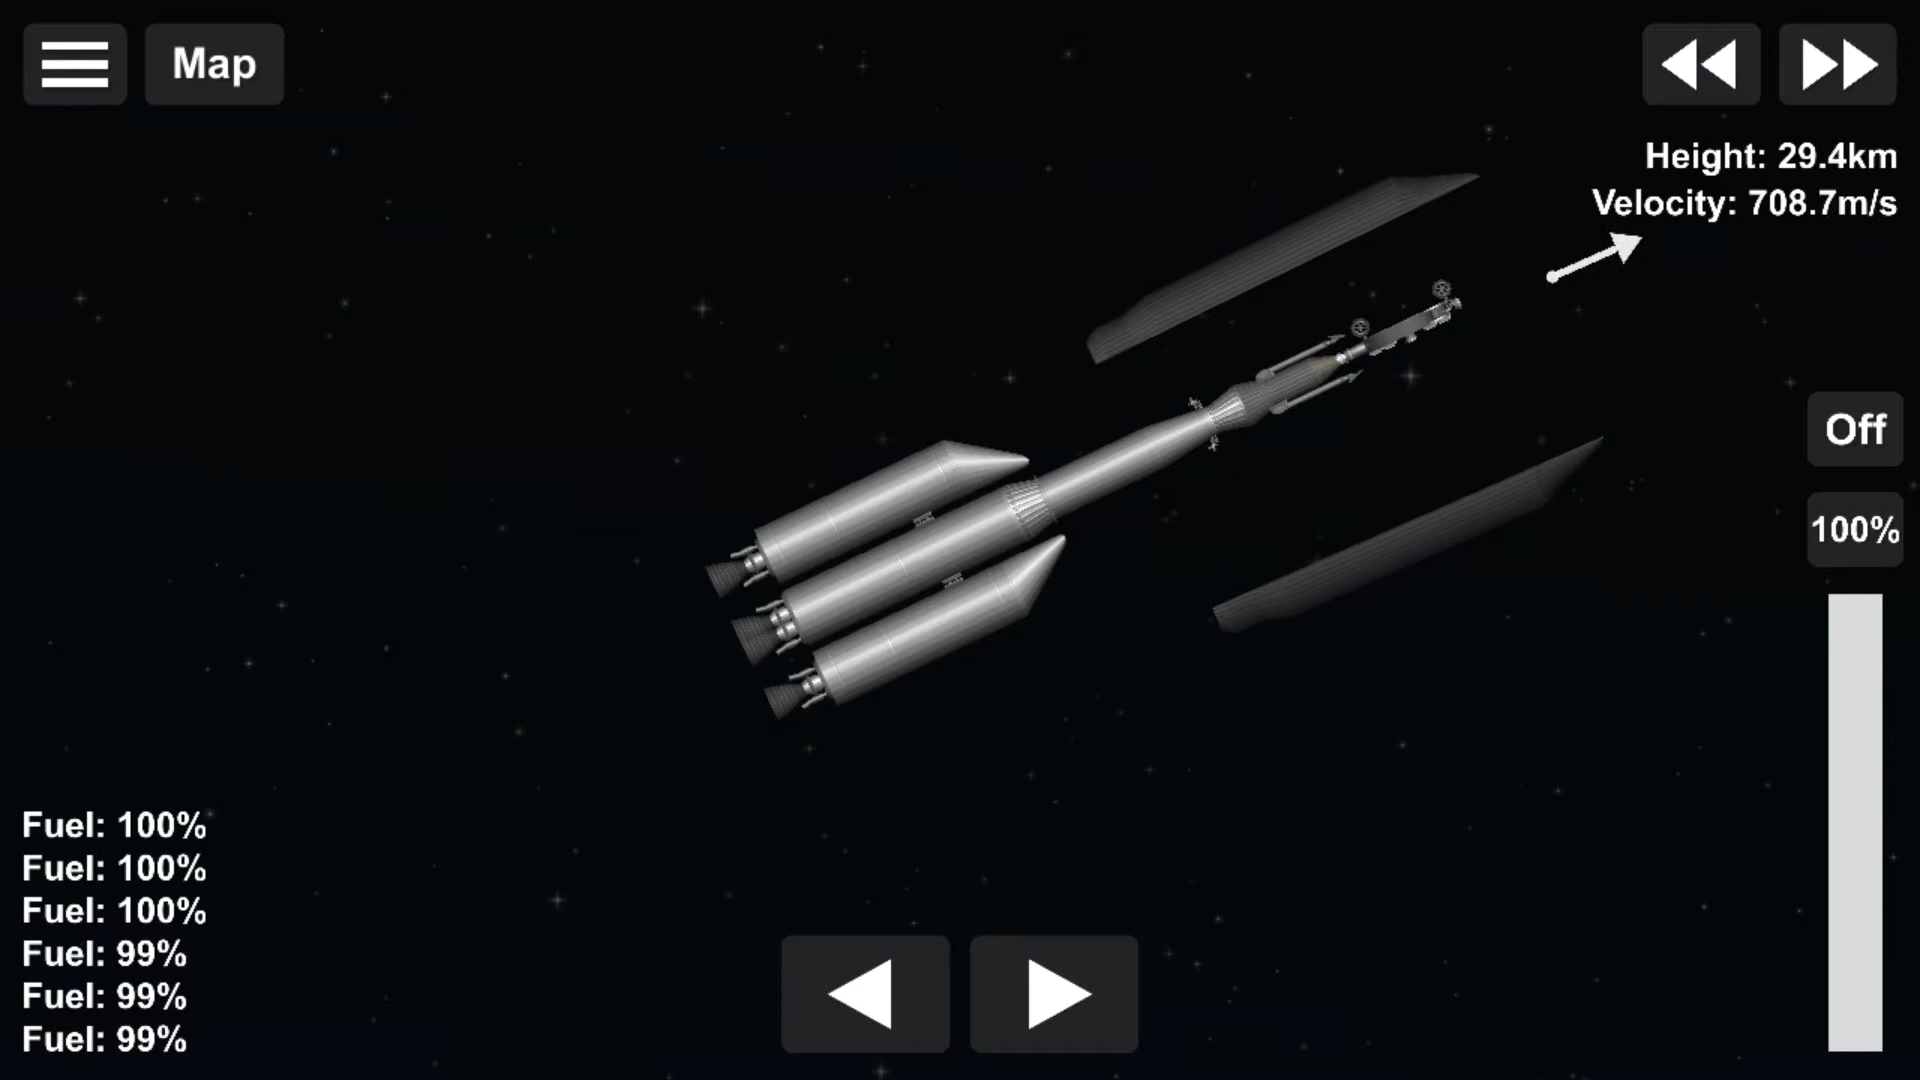 Map
Height: 29.4km
Velocity: 708.7m/s
Off
100%
Fuel: 100%
Fuel: 100%
Fuel: 100%
Fuel: 99%
Fuel: 99%
Fuel: 99%